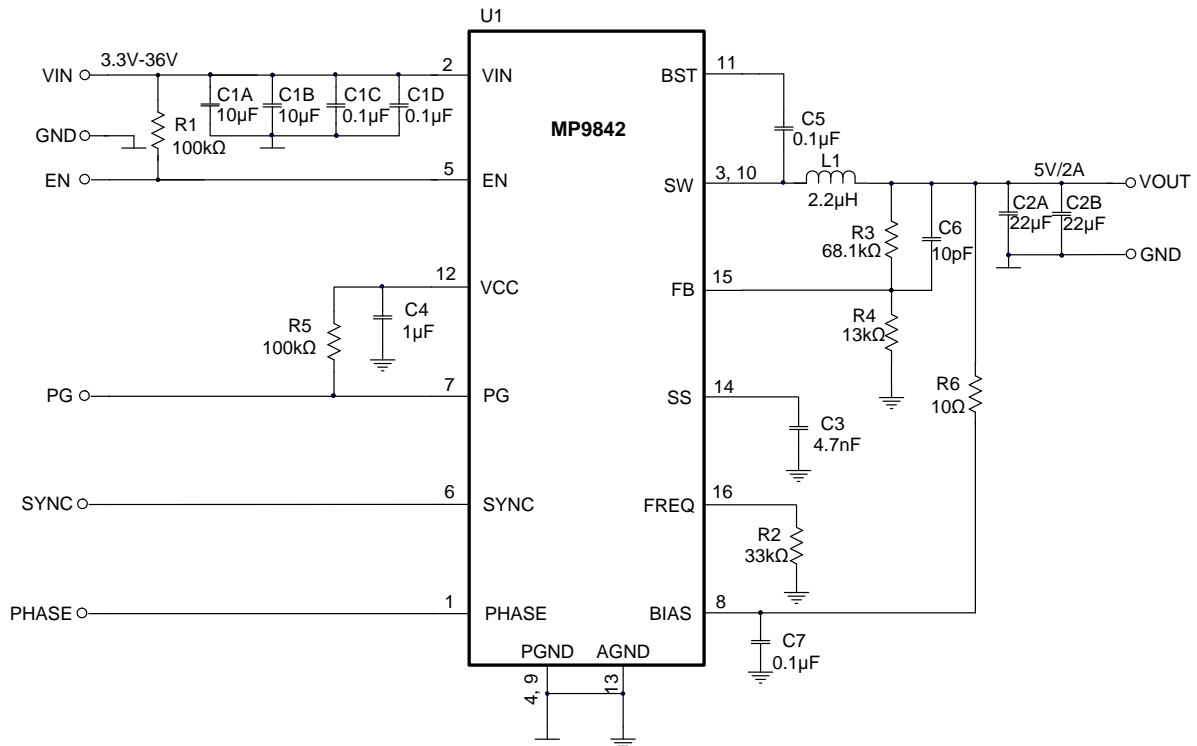 U1
MP9842
VIN
3.3V-36V
2
VIN
GND
R1
100kΩ
C1A
10µF
C1B
10µF
C1C
0.1µF
C1D
0.1µF
EN
5
EN
12
VCC
R5
100kΩ
C4
1µF
PG
7
PG
SYNC
6
SYNC
PHASE
1
PHASE
PGND
4, 9
AGND
13
BST
11
C5
0.1µF
SW
3, 10
L1
2.2µH
5V/2A
VOUT
R3
68.1kΩ
C6
10pF
C2A
22µF
C2B
22µF
GND
FB
15
R4
13kΩ
R6
10Ω
SS
14
C3
4.7nF
FREQ
16
R2
33kΩ
BIAS
8
C7
0.1µF